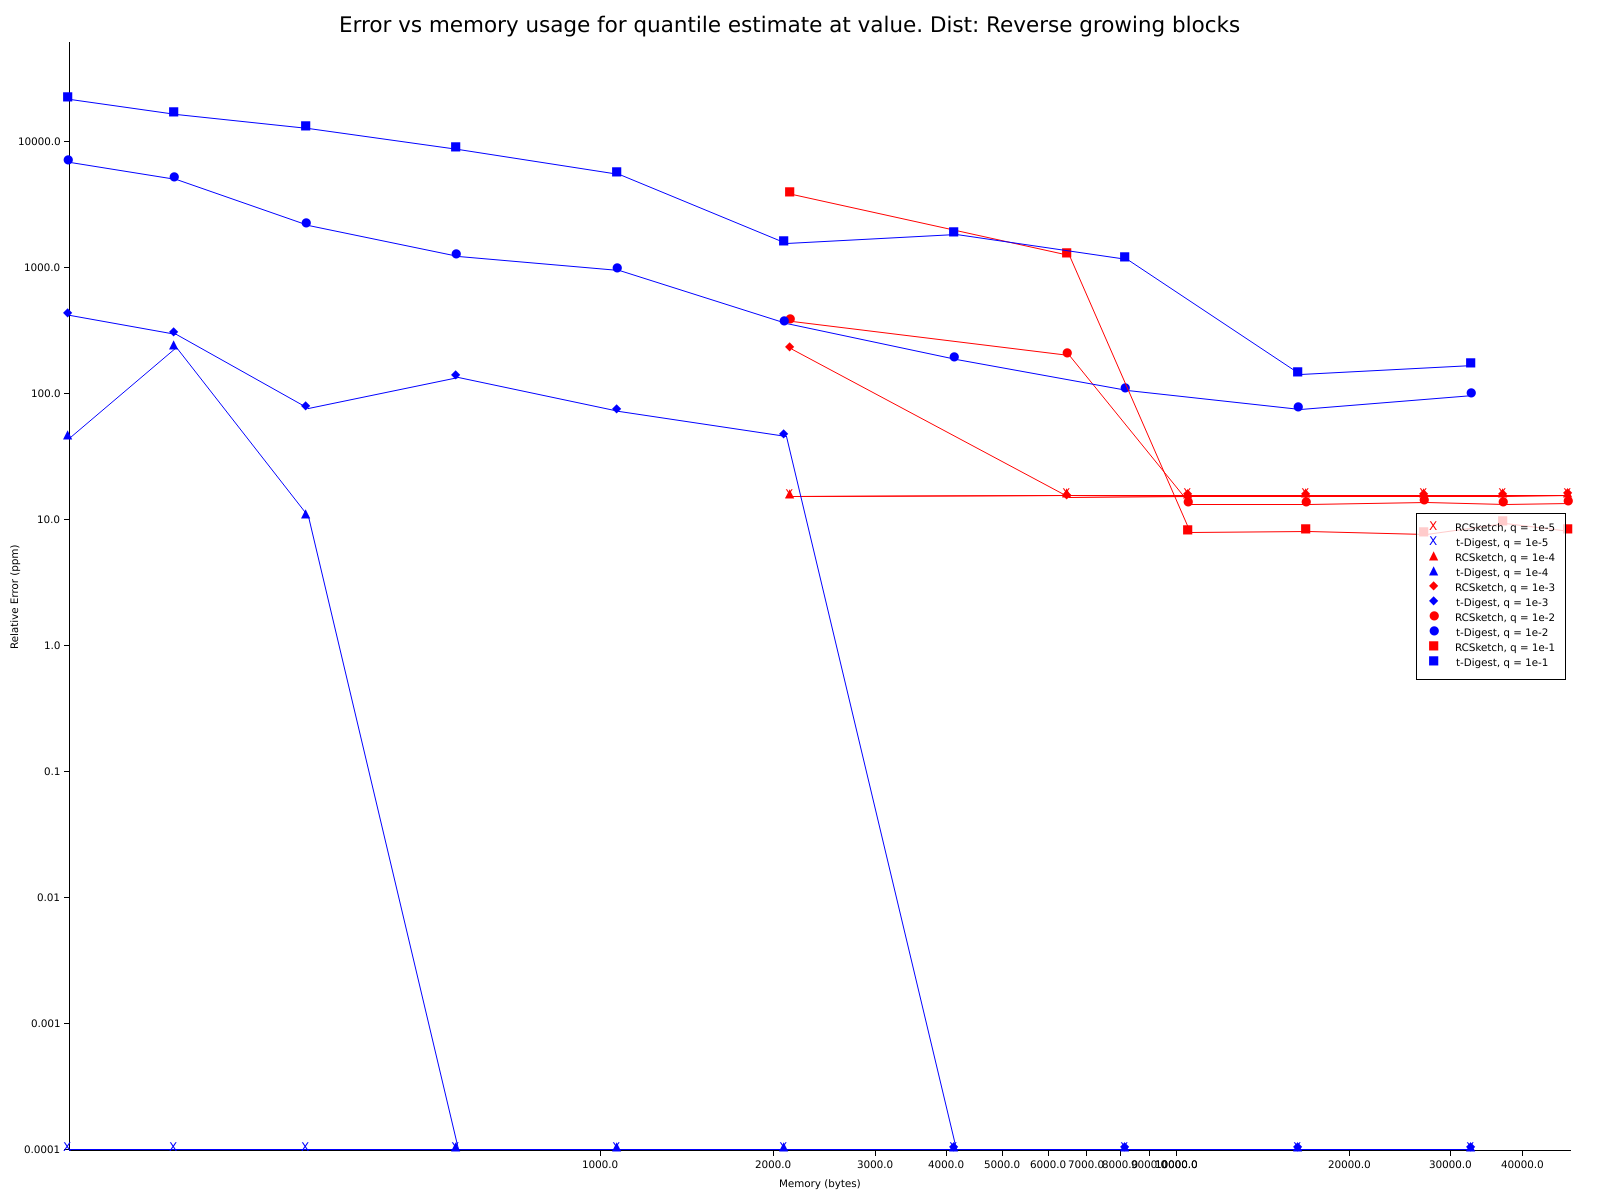 Error vs memory usage for quantile estimate at value. Dist: Reverse growing blocks
10000.0
1000.0
100.0
10.0
1.0
0.1
0.01
0.001
0.0001
Relative Error (ppm)
RCSketch, q = 1e-5
t-Digest, q = 1e-5
RCSketch, q = 1e-4
t-Digest, q = 1e-4
RCSketch, q = 1e-3
t-Digest, q = 1e-3
RCSketch, q = 1e-2
t-Digest, q = 1e-2
RCSketch, q = 1e-1
t-Digest, q = 1e-1
1000.0 2000.0 3000.0 4000.0 5000.0 6000.0 7000.0 8000.0 9000.0 10000.0 20000.0 30000.0 40000.0
Memory (bytes)